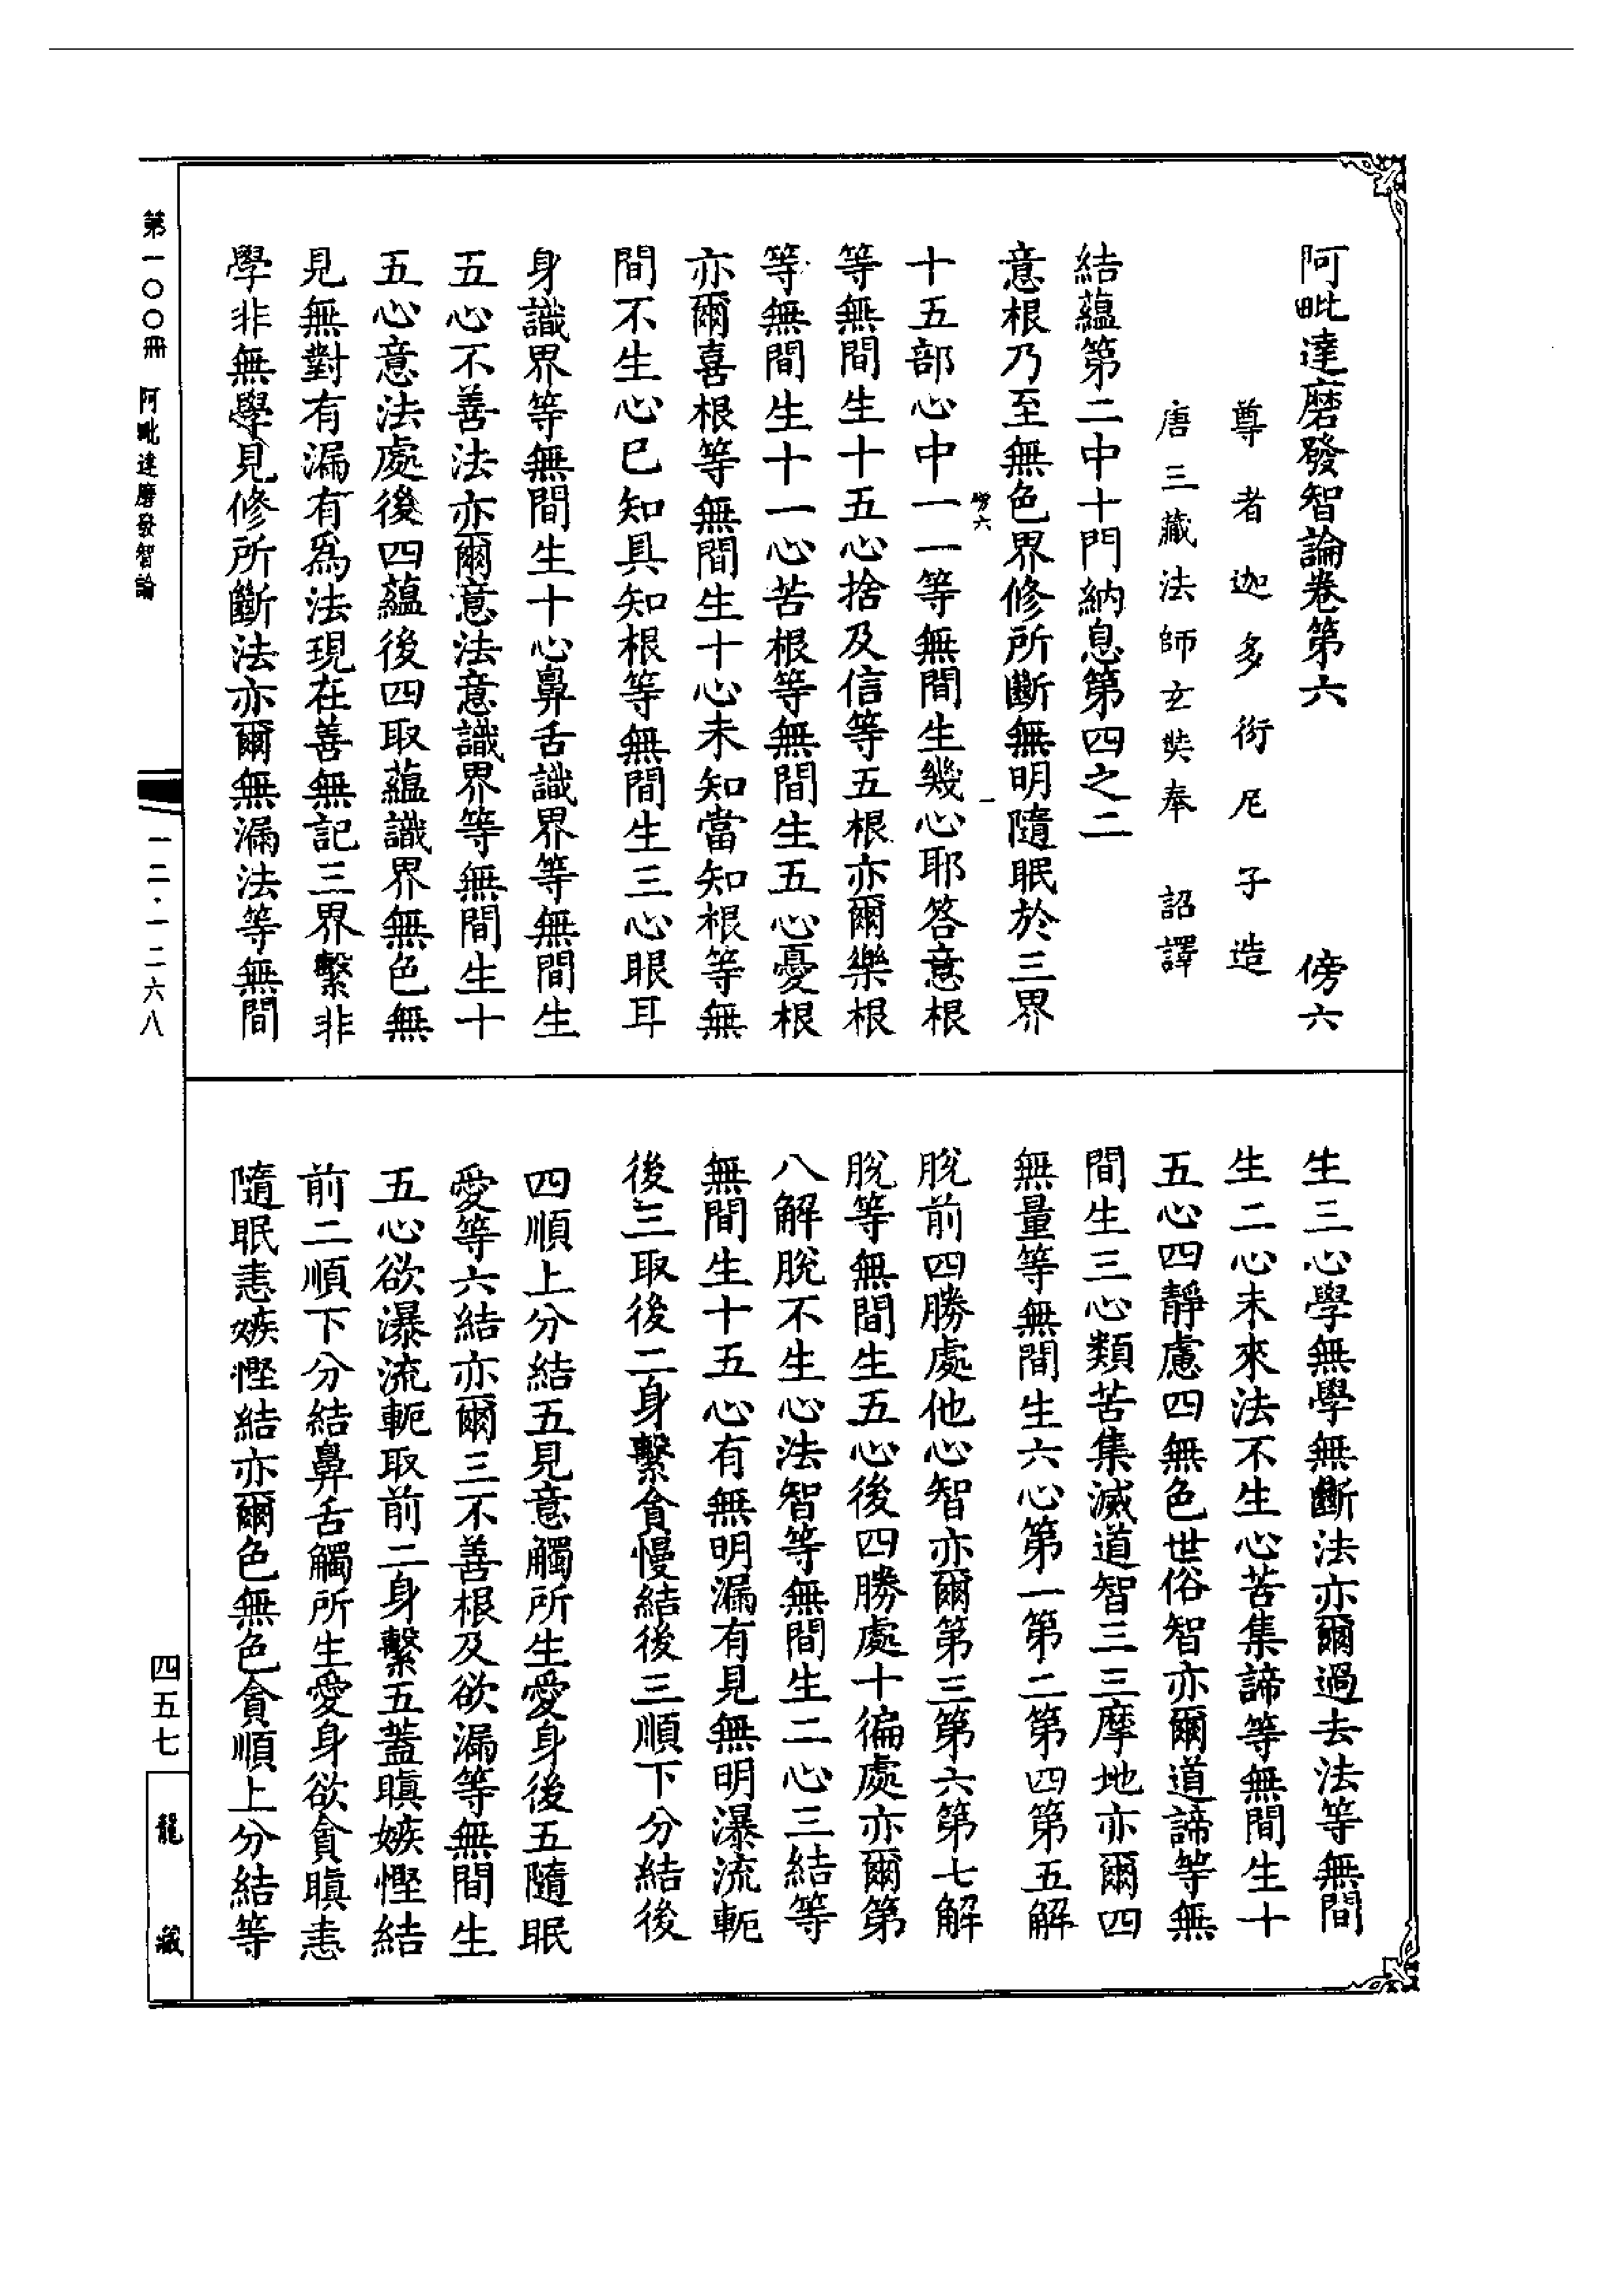 阿毗達磨發智論卷第六　傍六
尊者迦多衍尼子造
唐三藏法師玄奘奉　詔譯
結蘊第二中十門納息第四之二
意根乃至無色界修所斷無明隨眠於三界
傍六　一
十五部心中一一等無間生幾心耶答意根
等無間生十五心捨及信等五根亦爾樂根
等無間生十一心苦根等無間生五心憂根
亦爾喜根等無間生十心未知當知根等無
間不生心已知具知根等無間生三心眼耳
身識界等無間生十心鼻舌識界等無間生
五心不善法亦爾意法意識界等無間生十
五心意法處後四蘊後四取蘊識界無色無
見無對有漏有為法現在善無記三界繫非
學非無學見修所斷法亦爾無漏法等無間
生三心學無學無斷法亦爾過去法等無間
生二心未來法不生心苦集諦等無間生十
五心四靜慮四無色世俗智亦爾道諦等無
間生三心類苦集滅道智三三摩地亦爾四
無量等無間生六心第一第二第四第五解
脫前四勝處他心智亦爾第三第六第七解
脫等無間生五心後四勝處十徧處亦爾第
八解脫不生心法智等無間生二心三結等
無間生十五心有無明漏有見無明瀑流軛
後三取後二身繫貪慢結後三順下分結後
四順上分結五見意觸所生愛身後五隨眠
愛等六結亦爾三不善根及欲漏等無間生
五心欲瀑流軛取前二身繫五蓋瞋嫉慳結
前二順下分結鼻舌觸所生愛身欲貪瞋恚
隨眠恚嫉慳結亦爾色無色貪順上分結等
第一〇〇冊　阿毗達磨發智論
一二·一二六八
四五七
龍藏